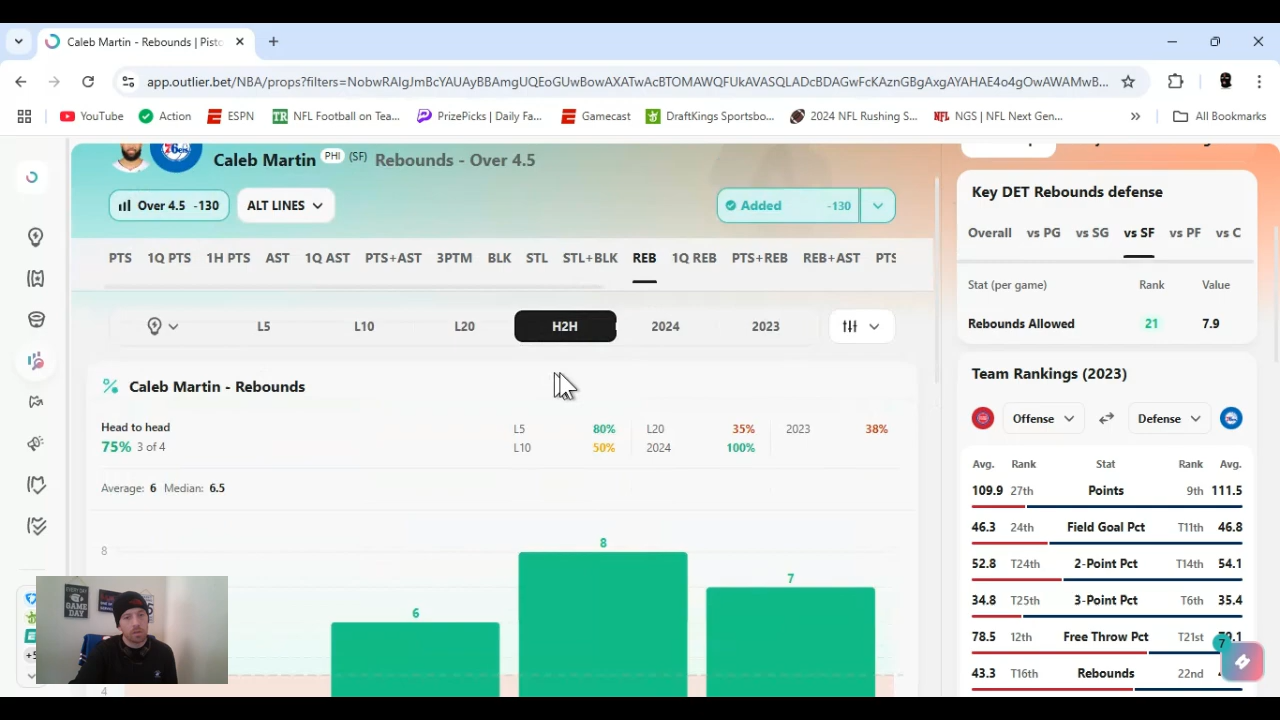 Caleb Martin - Rebounds | Pisto
app.outlier.bet/NBA/props?filters=NobwRAlgJmBcYAUAyBBAmgUQEoGUwBowAXATwAcBTOMAWQFUkAVASQLADcBDAGwFcKAznGBgAxgAYAHAE4o4gOwAWAMwB...
YouTube
Action
ESPN
NFL Football on Tea...
PrizePicks | Daily Fa...
Gamecast
DraftKings Sportsbo...
2024 NFL Rushing S...
NGS | NFL Next Gen...
All Bookmarks
Caleb Martin PHI (SF) Rebounds - Over 4.5
Over 4.5 -130
ALT LINES
Added -130
PTS 1Q PTS 1H PTS AST 1Q AST PTS+AST 3PTM BLK STL STL+BLK REB 1Q REB PTS+REB REB+AST PTS
L5 L10 L20 H2H 2024 2023
Caleb Martin - Rebounds
Head to head
75% 3 of 4
L5 80% L20 35% 2023 38%
L10 50% 2024 100%
Average: 6 Median: 6.5
8
8
7
6
4
Key DET Rebounds defense
Overall vs PG vs SG vs SF vs PF vs C
Stat (per game) Rank Value
Rebounds Allowed 21 7.9
Team Rankings (2023)
Offense Defense
Avg. Rank Stat Rank Avg.
109.9 27th Points 9th 111.5
46.3 24th Field Goal Pct T11th 46.8
52.8 T24th 2-Point Pct T14th 54.1
34.8 T25th 3-Point Pct T6th 35.4
78.5 12th Free Throw Pct T21st
7
43.3 T16th Rebounds 22nd
GAME DAY